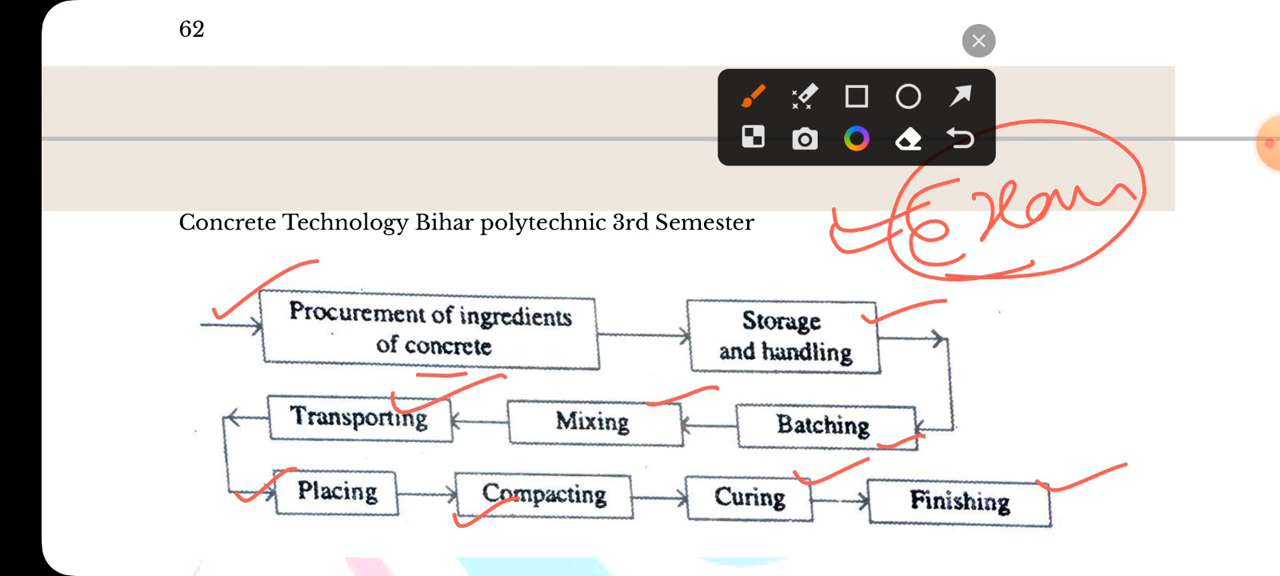 62
Exam
Concrete Technology Bihar polytechnic 3rd Semester
Procurement of ingredients
of concrete
Storage
and handling
Batching
Mixing
Transporting
Placing
Compacting
Curing
Finishing